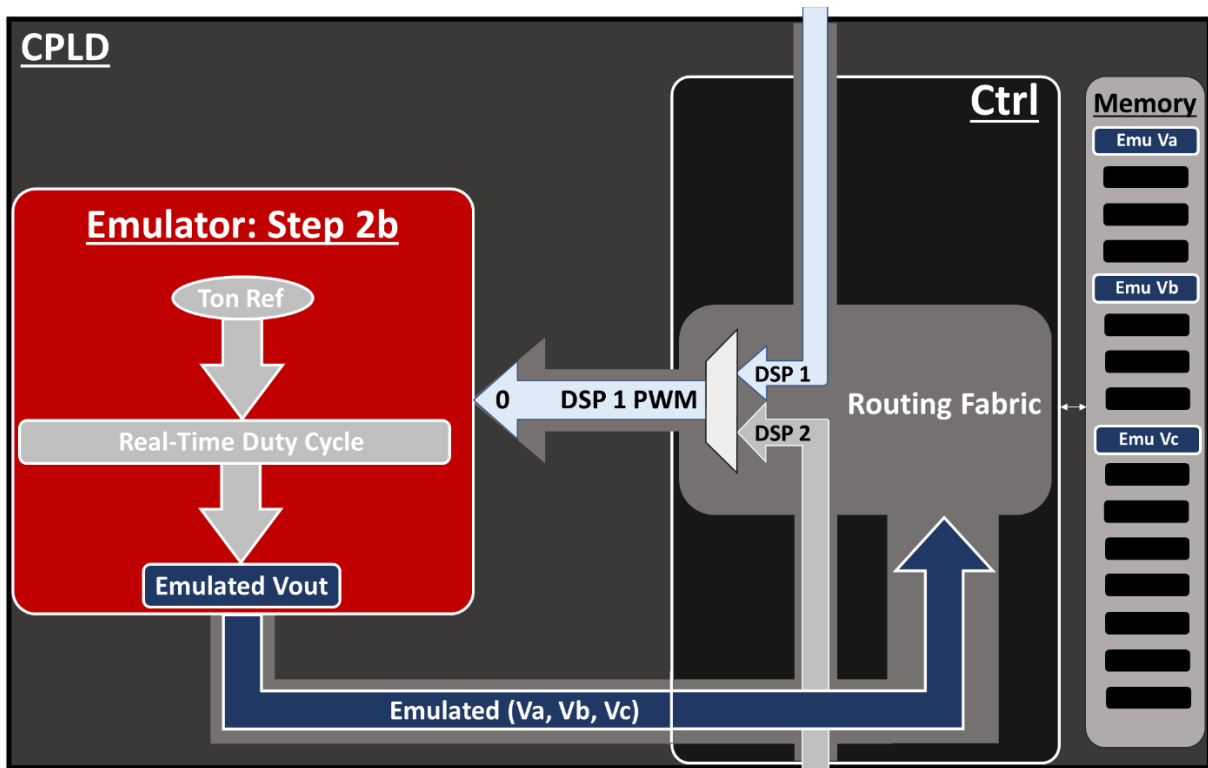 CPLD
Ctrl
Memory
Emu Va
Emu Vb
Emu Vc
Emulator: Step 2b
Ton Ref
Real-Time Duty Cycle
Emulated Vout
0
DSP 1 PWM
DSP 1
DSP 2
Routing Fabric
Emulated (Va, Vb, Vc)